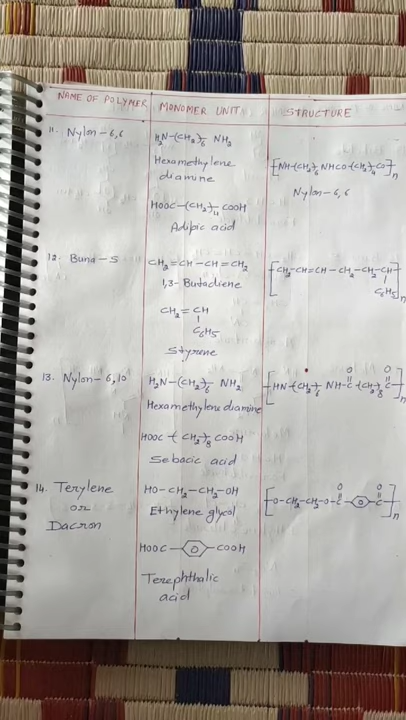 NAME OF POLYMER MONOMER UNIT STRUCTURE
11. Nylon-6,6
H₂N-(CH₂)₆ NH₂
Hexamethylene
diamine
HOOC-(CH₂)₄ COOH
Adipic acid
[NH-(CH₂)₆ NHCO-(CH₂)₄CO]n
Nylon-6,6
12. Buna-S
CH₂=CH-CH=CH₂
1,3-Butadiene
CH₂=CH
C₆H₅
Styrene
[CH₂-CH=CH-CH₂-CH₂-CH]n
C₆H₅
13. Nylon-6,10
H₂N-(CH₂)₆ NH₂
Hexamethylene diamine
HOOC-(CH₂)₈ COOH
Sebacic acid
O O
[HN-(CH₂)₆ NH-C-(CH₂)₈C]n
14. Terylene
or
Dacron
HO-CH₂-CH₂-OH
Ethylene glycol
HOOC- -COOH
Terephthalic
acid
O O
[O-CH₂-CH₂-O-C- -C]n